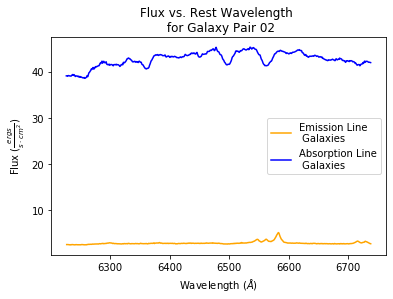 Flux vs. Rest Wavelength
for Galaxy Pair 02
Flux (ergs / s · cm²)
40
30
20
10
Emission Line
Galaxies
Absorption Line
Galaxies
6300 6400 6500 6600 6700
Wavelength (Å)